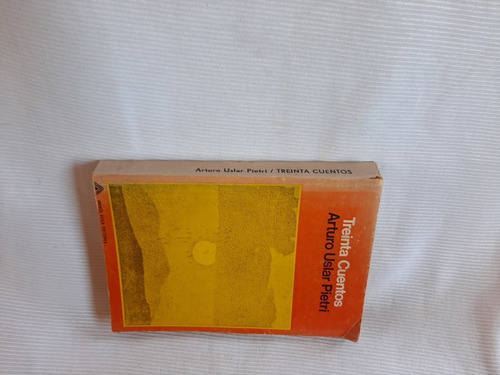 Arturo Uslar Pietri / TREINTA CUENTOS
Treinta Cuentos
Arturo Uslar Pietri